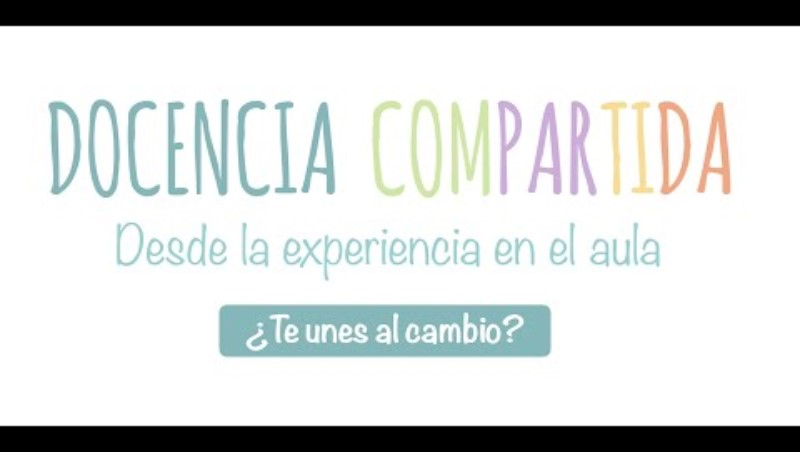 DOCENCIA COMPARTIDA
Desde la experiencia en el aula
¿Te unes al cambio?